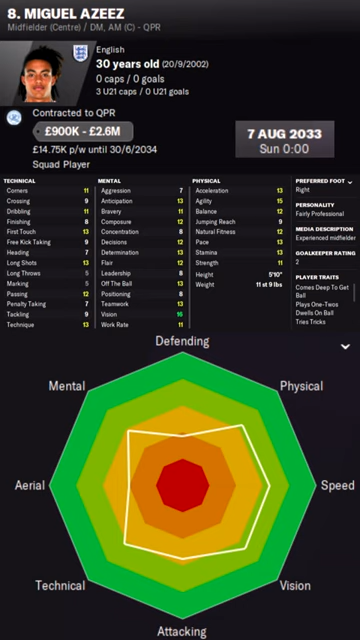 8. MIGUEL AZEEZ
Midfielder (Centre) / DM, AM (C) - QPR
English
30 years old (20/9/2002)
0 caps / 0 goals
3 U21 caps / 0 U21 goals
Contracted to QPR
£900K - £2.6M
£14.75K p/w until 30/6/2034
Squad Player
7 AUG 2033
Sun 0:00
TECHNICAL
Corners 11
Crossing 9
Dribbling 11
Finishing 8
First Touch 13
Free Kick Taking 9
Heading 7
Long Shots 13
Long Throws 5
Marking 5
Passing 12
Penalty Taking 7
Tackling 9
Technique 13
MENTAL
Aggression 7
Anticipation 13
Bravery 11
Composure 12
Concentration 8
Decisions 12
Determination 13
Flair 12
Leadership 8
Off The Ball 13
Positioning 8
Teamwork 13
Vision 16
Work Rate 11
PHYSICAL
Acceleration 13
Agility 15
Balance 12
Jumping Reach 9
Natural Fitness 12
Pace 13
Stamina 13
Strength 11
Height 5'10"
Weight 11 st 9 lbs
PREFERRED FOOT
Right
PERSONALITY
Fairly Professional
MEDIA DESCRIPTION
Experienced midfielder
GOALKEEPER RATING
2
PLAYER TRAITS
Comes Deep To Get
Ball
Plays One-Twos
Dwells On Ball
Tries Tricks
Defending
Mental
Physical
Aerial
Speed
Technical
Vision
Attacking